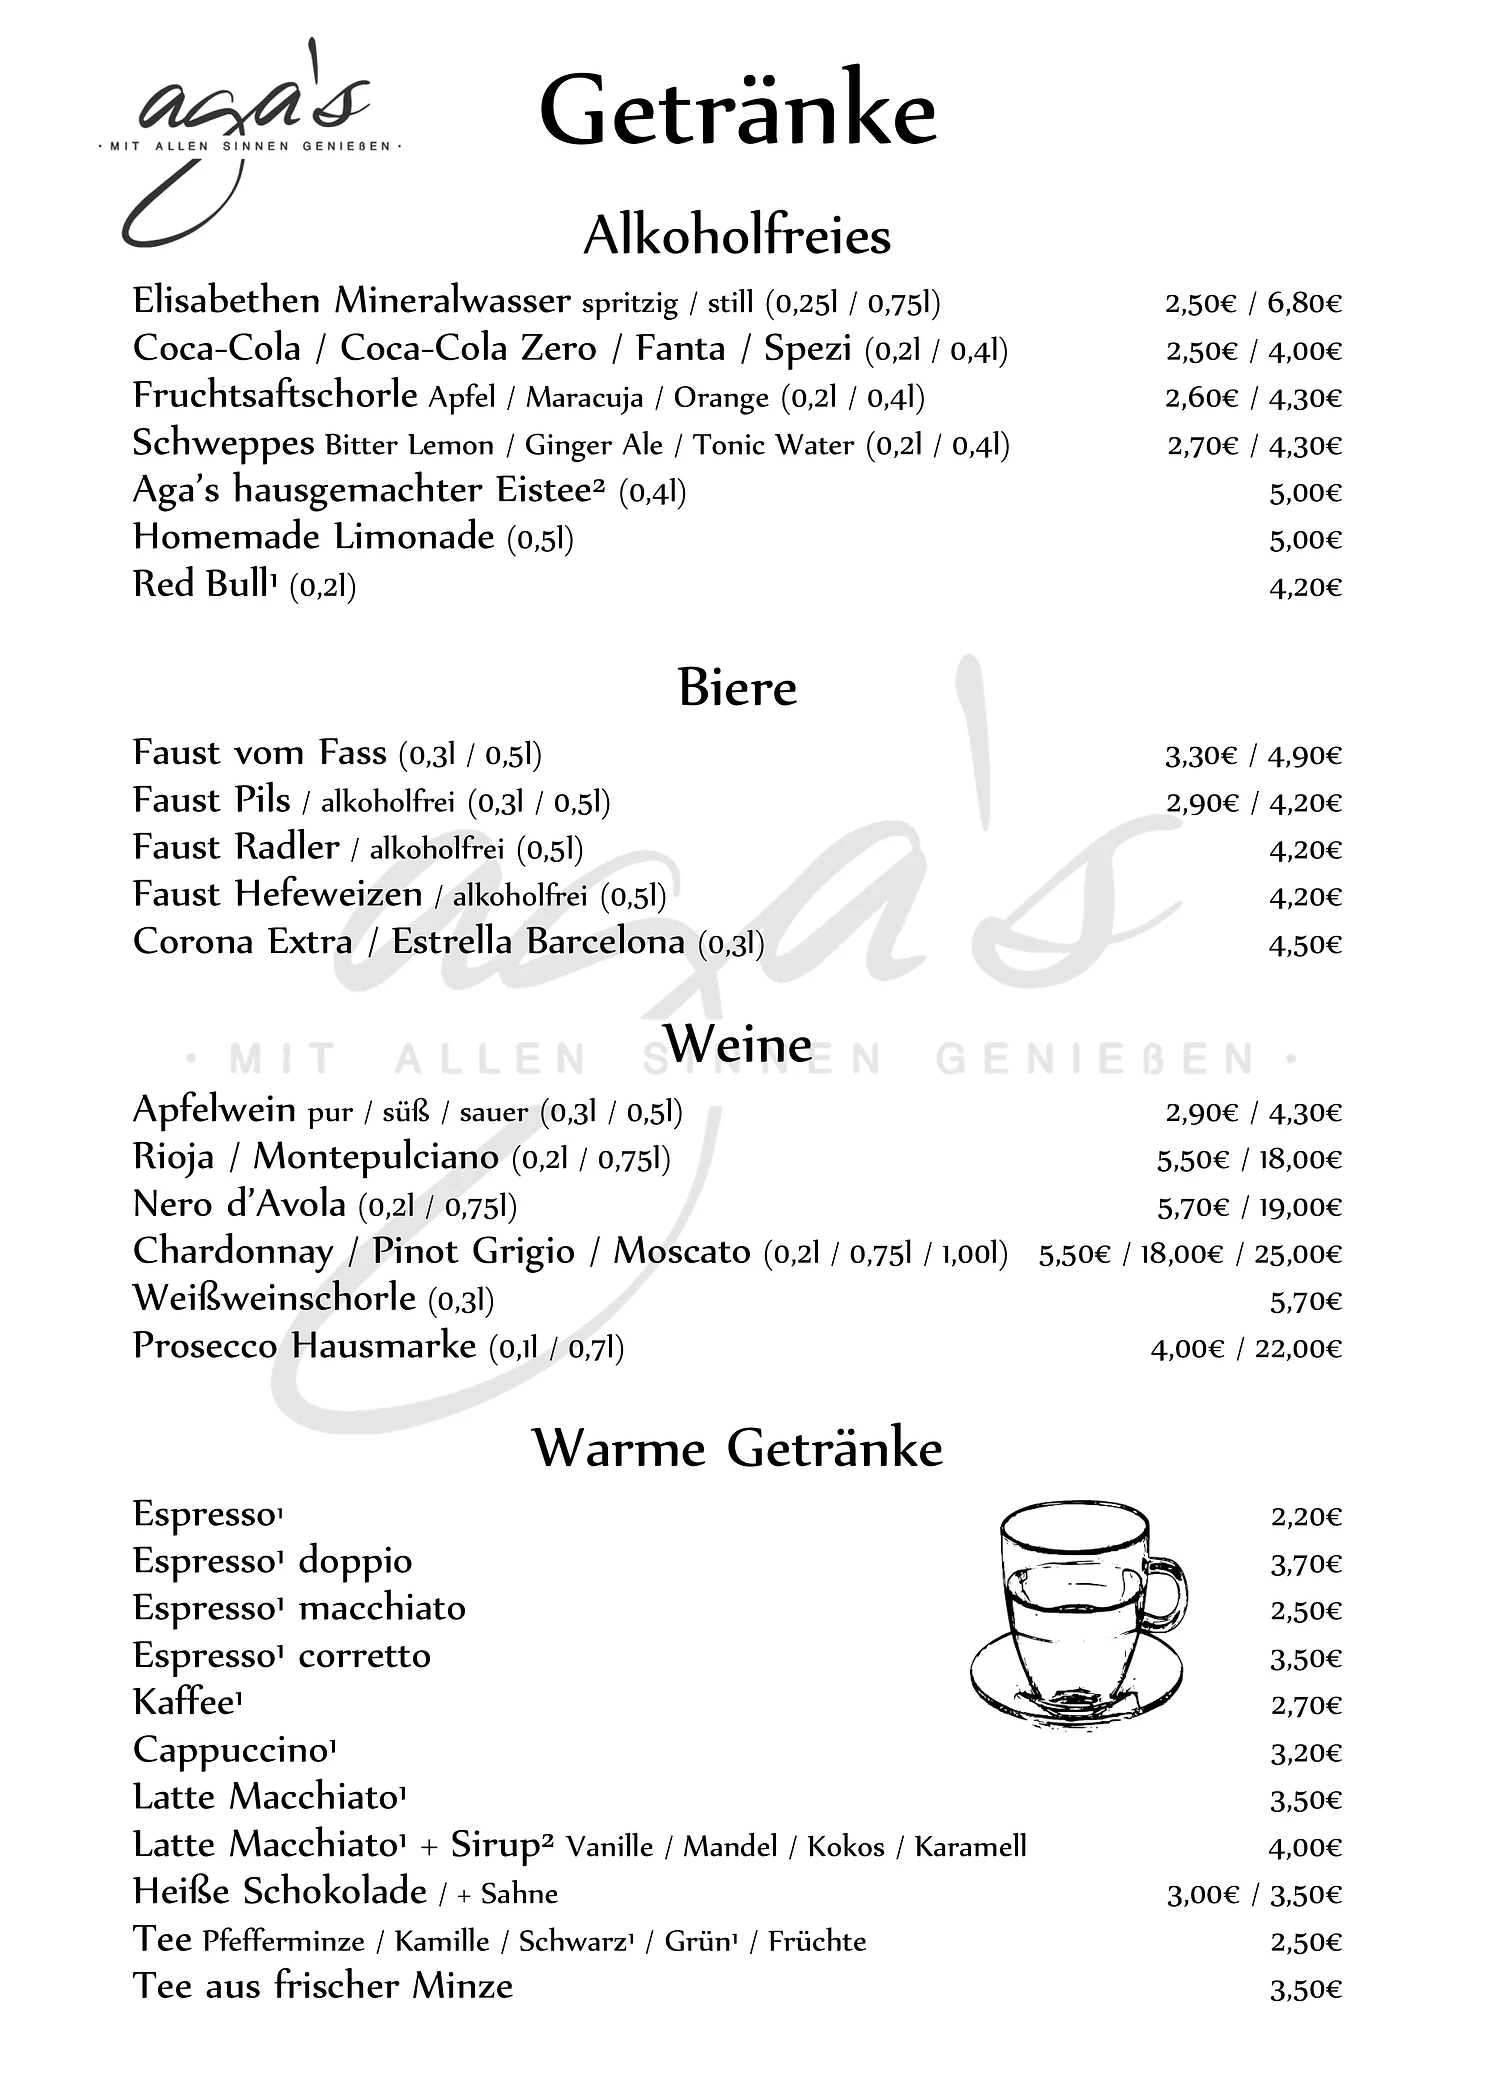 aga's
· MIT ALLEN SINNEN GENIEßEN ·
Getränke
Alkoholfreies
Elisabethen Mineralwasser spritzig / still (0,25l / 0,75l) 2,50€ / 6,80€
Coca-Cola / Coca-Cola Zero / Fanta / Spezi (0,2l / 0,4l) 2,50€ / 4,00€
Fruchtsaftschorle Apfel / Maracuja / Orange (0,2l / 0,4l) 2,60€ / 4,30€
Schweppes Bitter Lemon / Ginger Ale / Tonic Water (0,2l / 0,4l) 2,70€ / 4,30€
Aga's hausgemachter Eistee² (0,4l) 5,00€
Homemade Limonade (0,5l) 5,00€
Red Bull¹ (0,2l) 4,20€
Biere
Faust vom Fass (0,3l / 0,5l) 3,30€ / 4,90€
Faust Pils / alkoholfrei (0,3l / 0,5l) 2,90€ / 4,20€
Faust Radler / alkoholfrei (0,5l) 4,20€
Faust Hefeweizen / alkoholfrei (0,5l) 4,20€
Corona Extra / Estrella Barcelona (0,3l) 4,50€
aga's
· MIT ALLEN SINNEN GENIEßEN ·
Weine
Apfelwein pur / süß / sauer (0,3l / 0,5l) 2,90€ / 4,30€
Rioja / Montepulciano (0,2l / 0,75l) 5,50€ / 18,00€
Nero d'Avola (0,2l / 0,75l) 5,70€ / 19,00€
Chardonnay / Pinot Grigio / Moscato (0,2l / 0,75l / 1,00l) 5,50€ / 18,00€ / 25,00€
Weißweinschorle (0,3l) 5,70€
Prosecco Hausmarke (0,1l / 0,7l) 4,00€ / 22,00€
Warme Getränke
Espresso¹ 2,20€
Espresso¹ doppio 3,70€
Espresso¹ macchiato 2,50€
Espresso¹ corretto 3,50€
Kaffee¹ 2,70€
Cappuccino¹ 3,20€
Latte Macchiato¹ 3,50€
Latte Macchiato¹ + Sirup² Vanille / Mandel / Kokos / Karamell 4,00€
Heiße Schokolade / + Sahne 3,00€ / 3,50€
Tee Pfefferminze / Kamille / Schwarz¹ / Grün¹ / Früchte 2,50€
Tee aus frischer Minze 3,50€